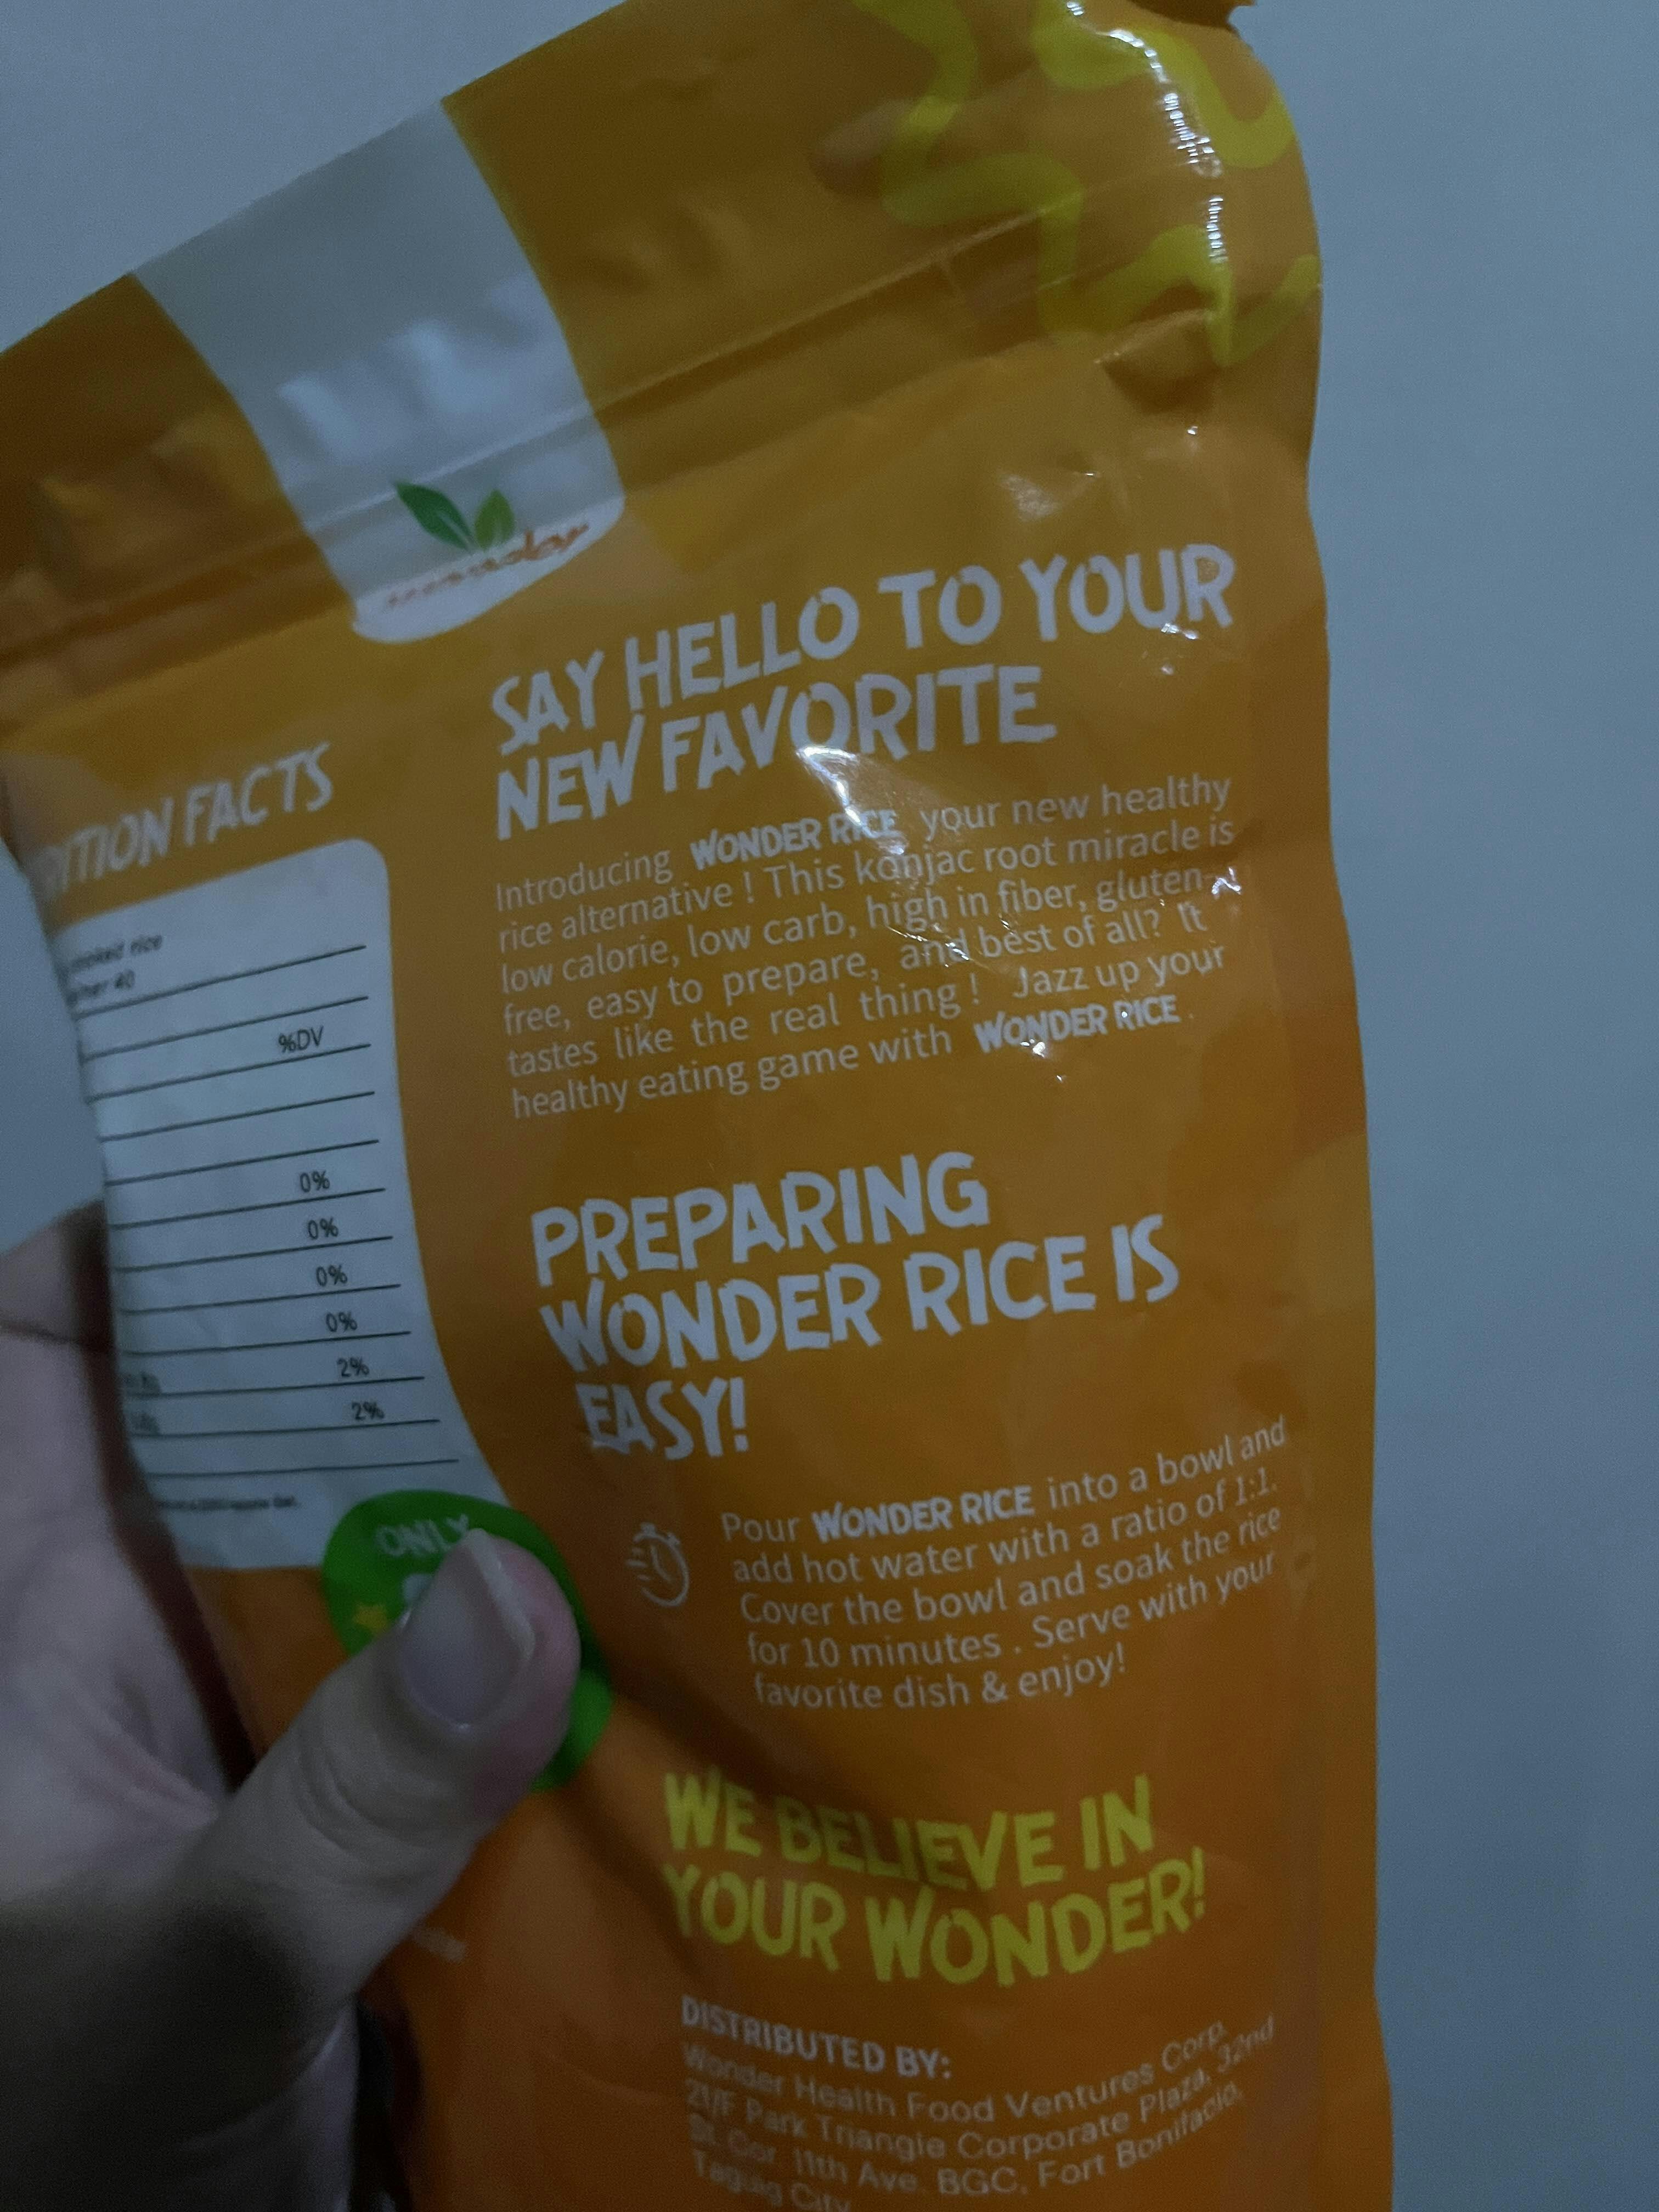 wonder
SAY HELLO TO YOUR
NEW FAVORITE
Introducing WONDER RICE your new healthy
rice alternative ! This konjac root miracle is
low calorie, low carb, high in fiber, gluten-
free, easy to prepare, and best of all? It
tastes like the real thing ! Jazz up your
healthy eating game with WONDER RICE.
PREPARING
WONDER RICE IS
EASY!
Pour WONDER RICE into a bowl and
add hot water with a ratio of 1:1.
Cover the bowl and soak the rice
for 10 minutes . Serve with your
favorite dish & enjoy!
WE BELIEVE IN
YOUR WONDER!
DISTRIBUTED BY:
Wonder Health Food Ventures Corp.
21/F Park Triangle Corporate Plaza, 32nd
St. Cor. 11th Ave. BGC, Fort Bonifacio,
Taguig City
FACTS
rice
40
%DV
0%
0%
0%
0%
2%
2%
ONLY